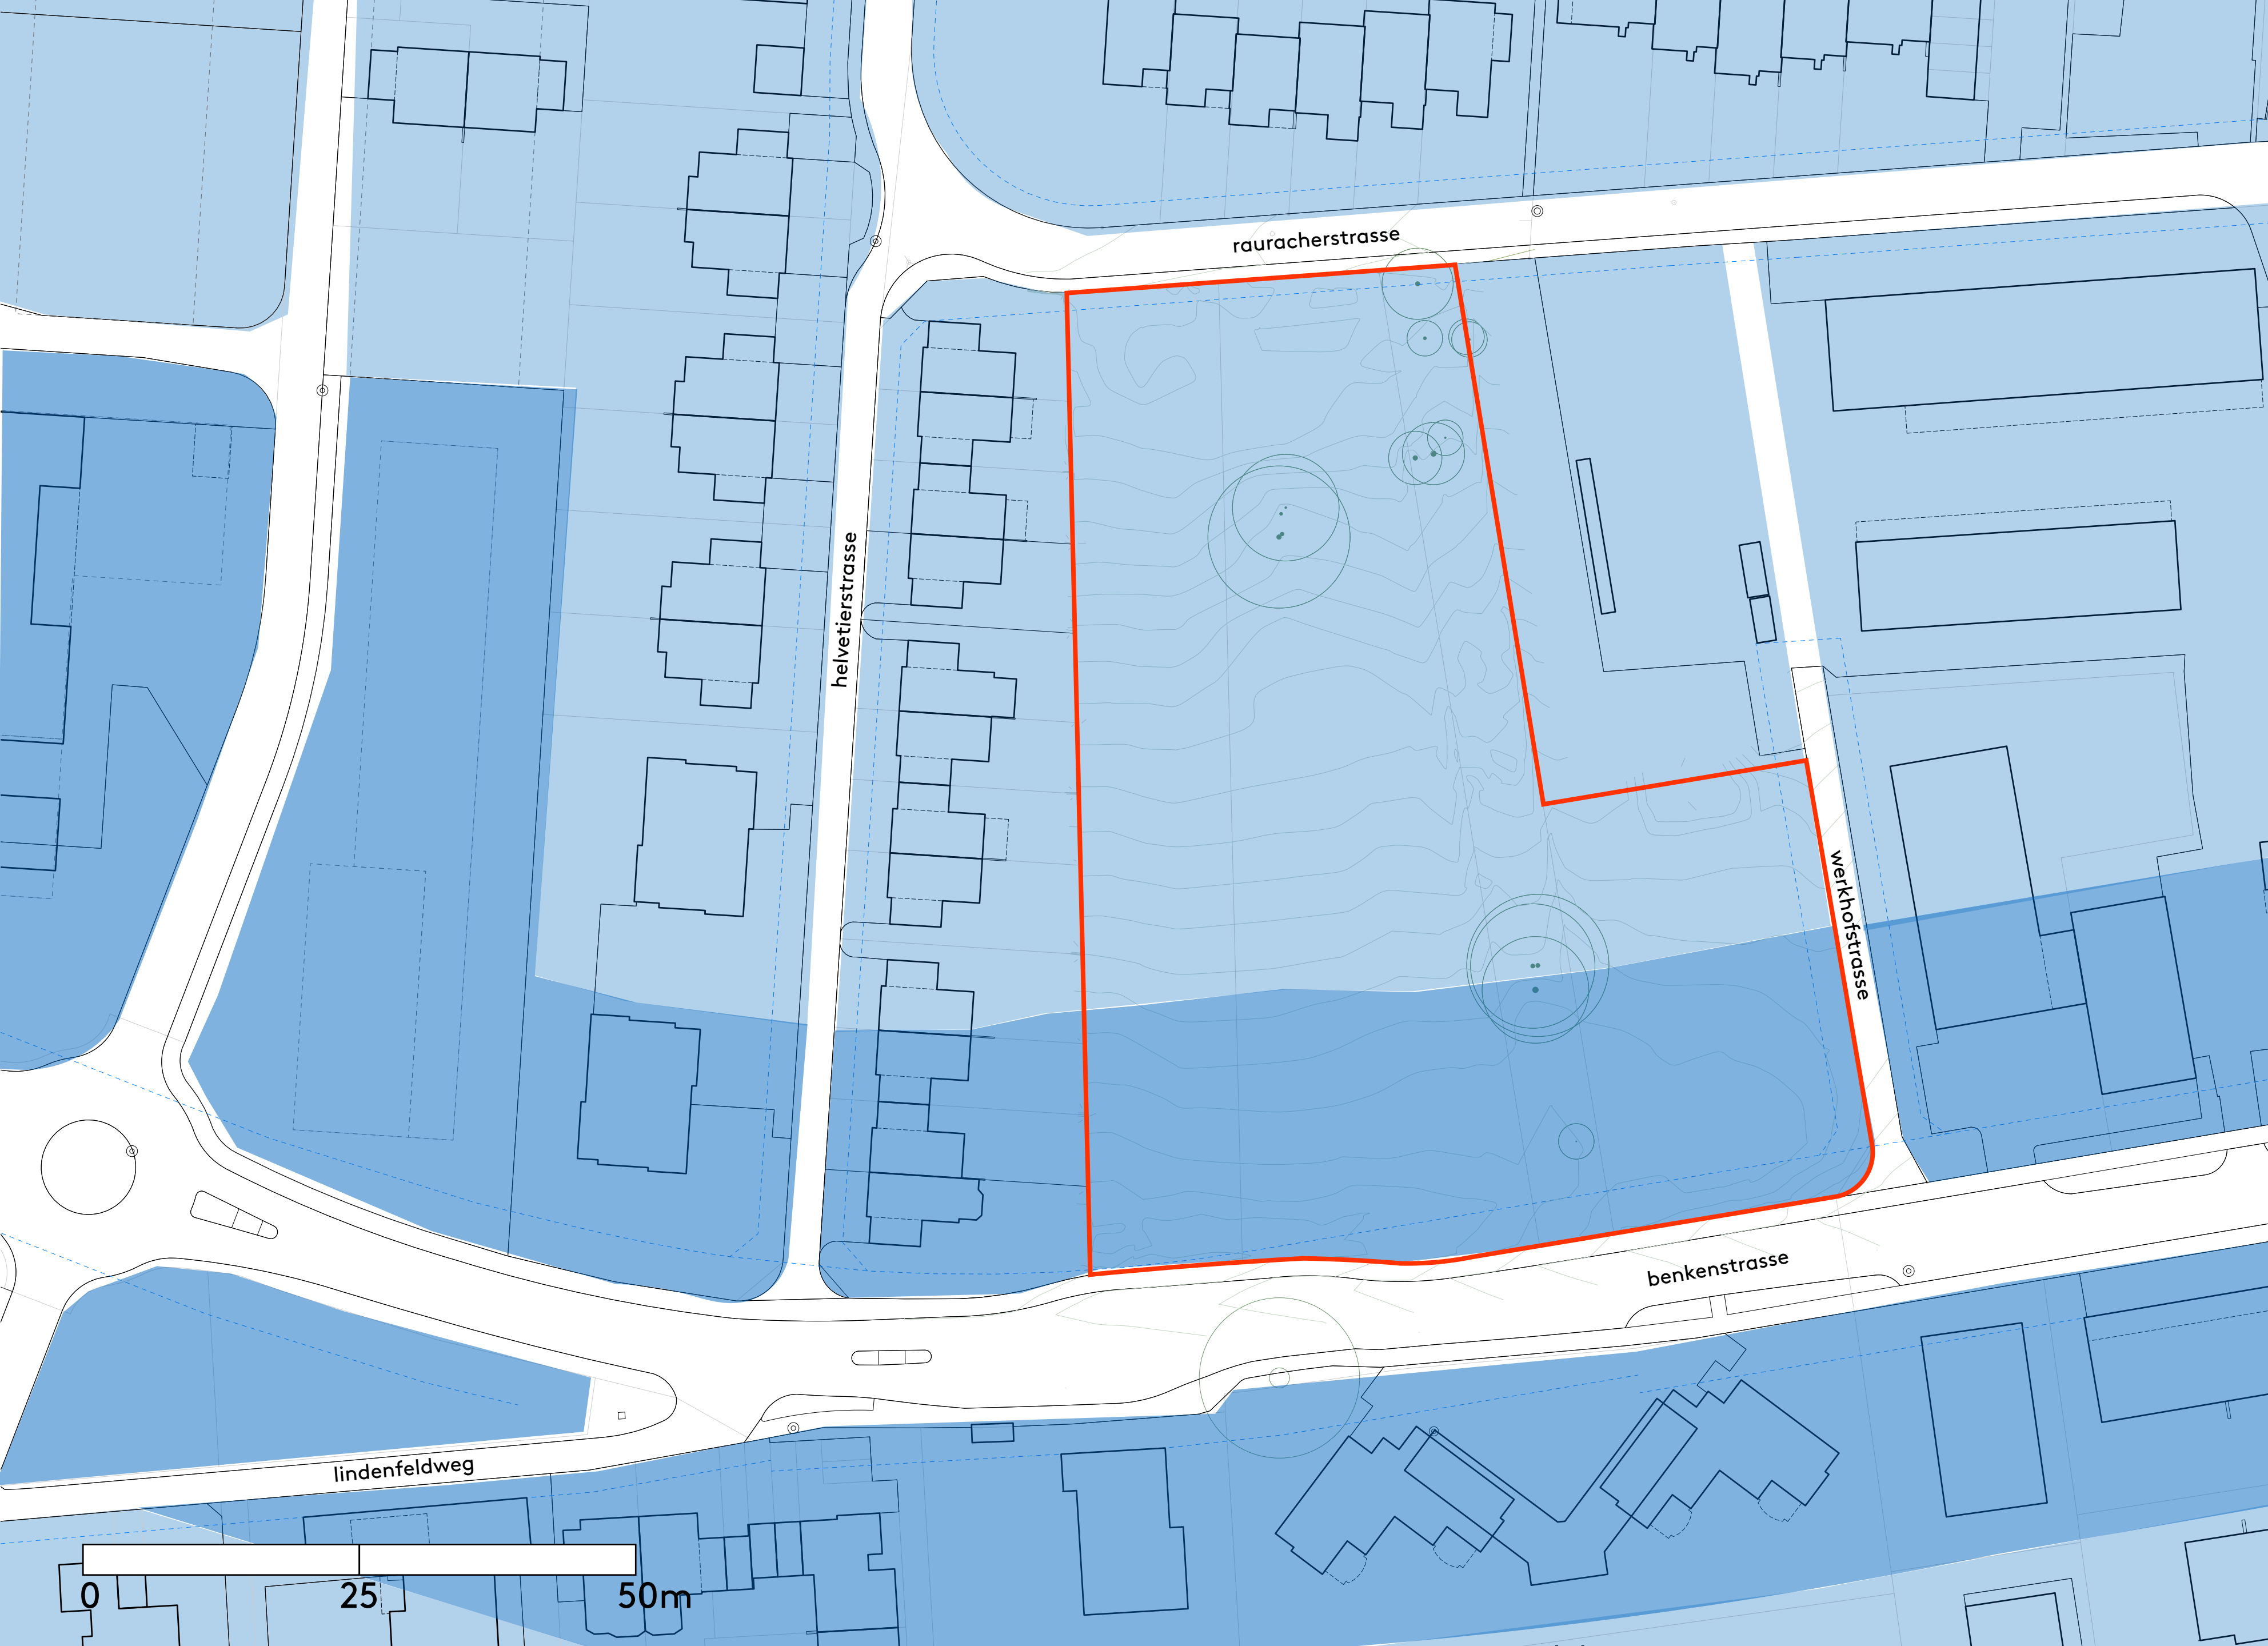 rauracherstrasse
helvetierstrasse
werkhofstrasse
benkenstrasse
lindenfeldweg
0 25 50m